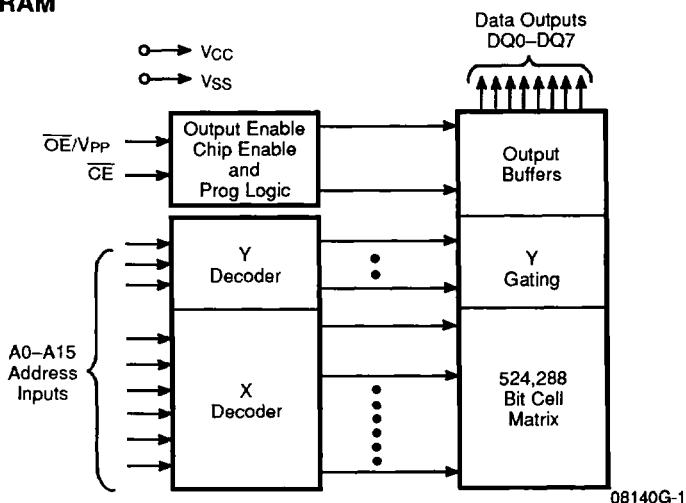 RAM
Data Outputs
DQ0–DQ7
VCC
VSS
OE/VPP
CE
Output Enable
Chip Enable
and
Prog Logic
Output
Buffers
Y
Decoder
Y
Gating
A0–A15
Address
Inputs
X
Decoder
524,288
Bit Cell
Matrix
08140G-1